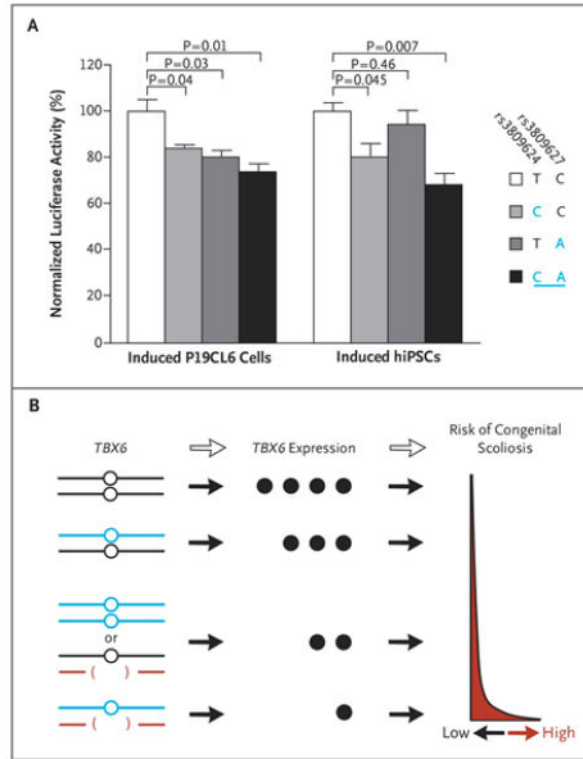 A
P=0.01
P=0.03
P=0.04
P=0.007
P=0.46
P=0.045
Normalized Luciferase Activity (%)
120
100
80
60
40
20
0
Induced P19CL6 Cells
Induced hiPSCs
rs3809624
rs3809627
T C
C C
T A
C A
B
TBX6
TBX6 Expression
Risk of Congenital
Scoliosis
or
( )
( )
Low
High